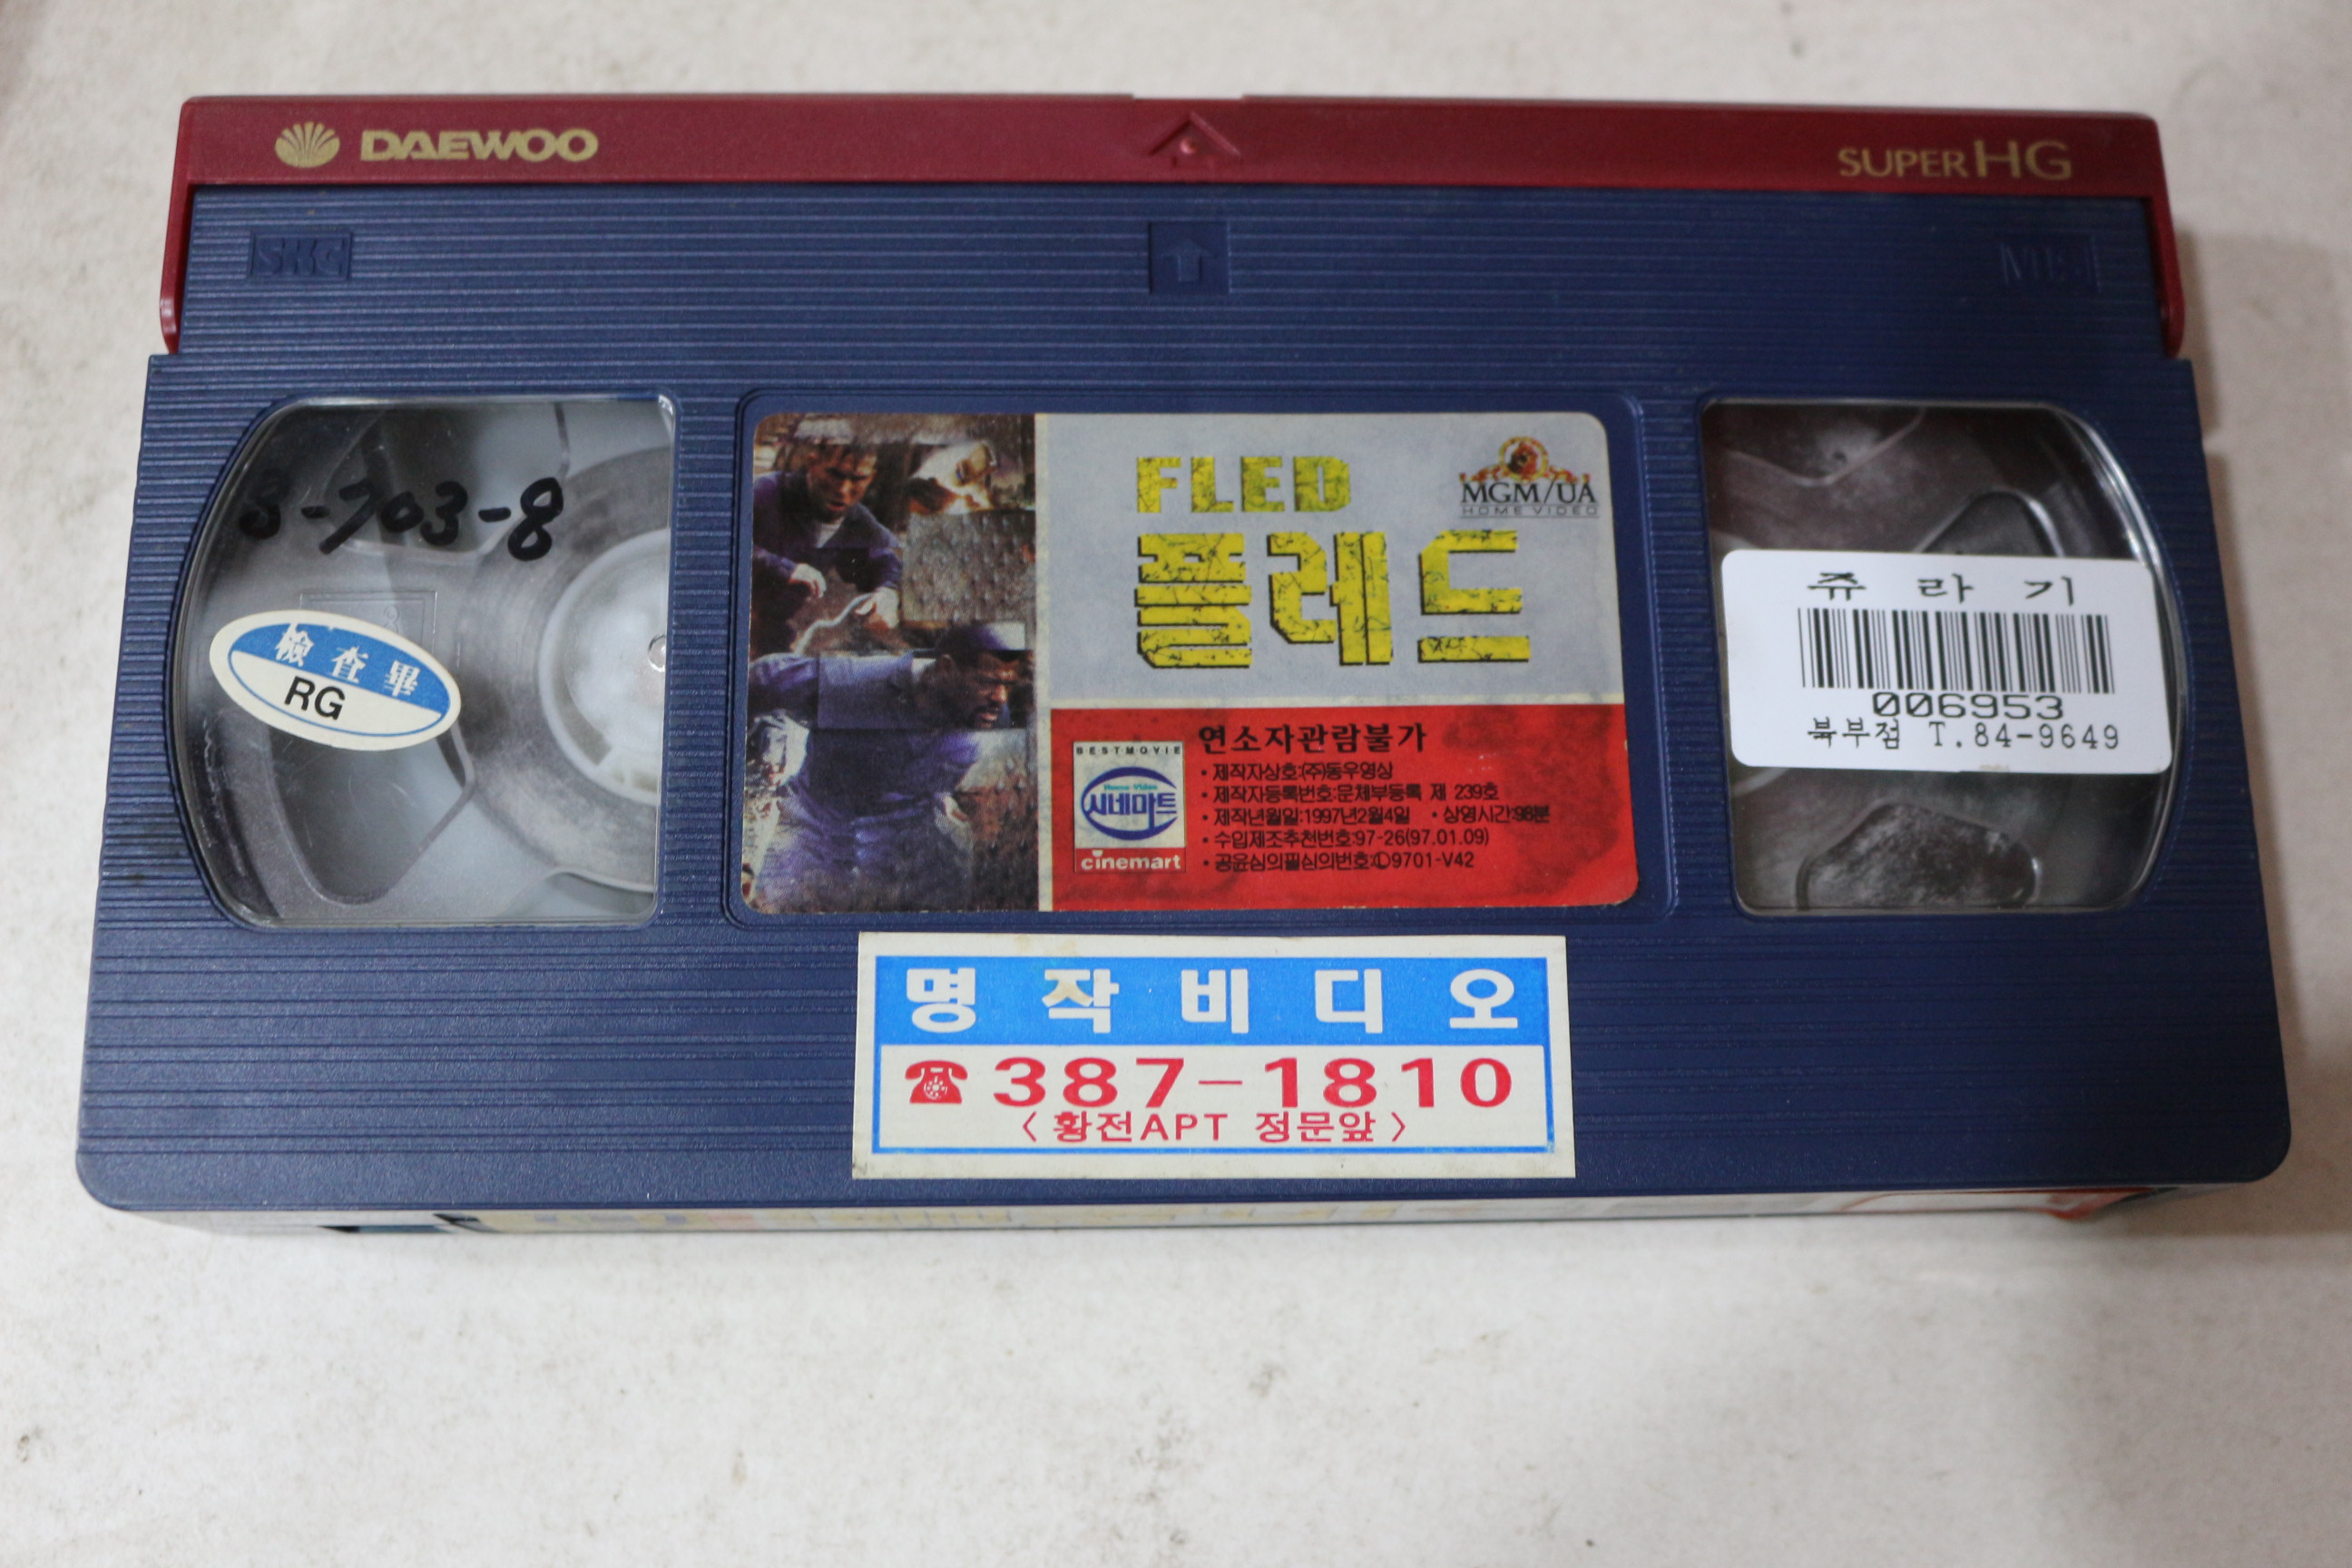 DAEWOO
SUPER HG
SKC
S-703-8
檢査畢
RG
FLED
MGM/UA
HOME VIDEO
플레드
연소자관람불가
BESTMOVIE
Home-Video
시네마트
cinemart
• 제작자상호:(주)동우영상
• 제작자등록번호:문체부등록 제 239호
• 제작년월일:1997년2월4일 • 상영시간:98분
• 수입제조추천번호:97-26(97.01.09)
• 공윤심의필심의번호:Ⓛ9701-V42
쥬라기
006953
북부점 T.84-9649
명작비디오
☎387-1810
〈황전APT 정문앞〉